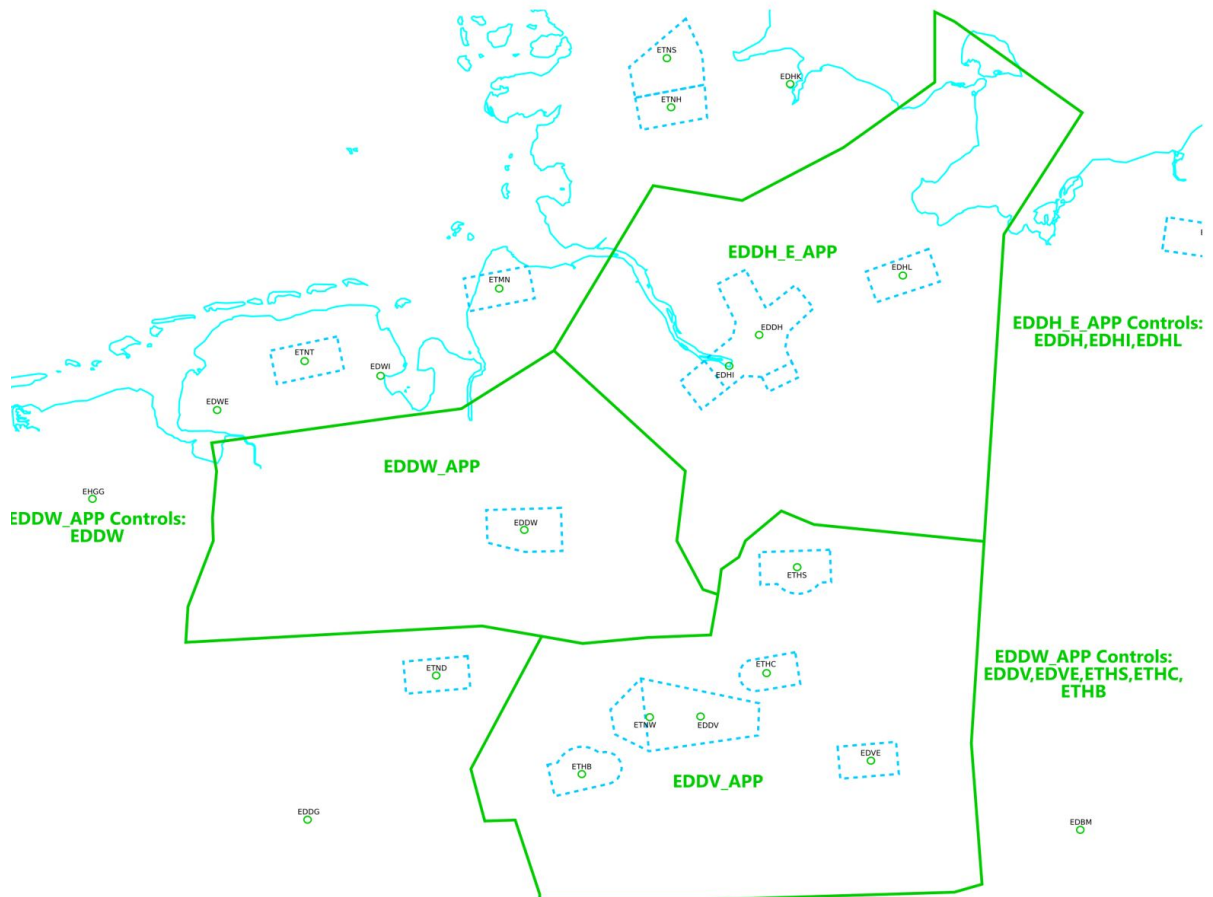 ETNS
EDHK
ETNH
EDDH_E_APP
ETMN
EDHL
EDDH
EDDH_E_APP Controls:
EDDH,EDHI,EDHL
ETNT
EDWI
EDHI
EDWE
EDDW_APP
EHGG
EDDW_APP Controls:
EDDW
EDDW
ETHS
ETND
ETHC
EDDW_APP Controls:
EDDV,EDVE,ETHS,ETHC,
ETHB
ETNW
EDDV
EDVE
ETHB
EDDV_APP
EDDG
EDBM